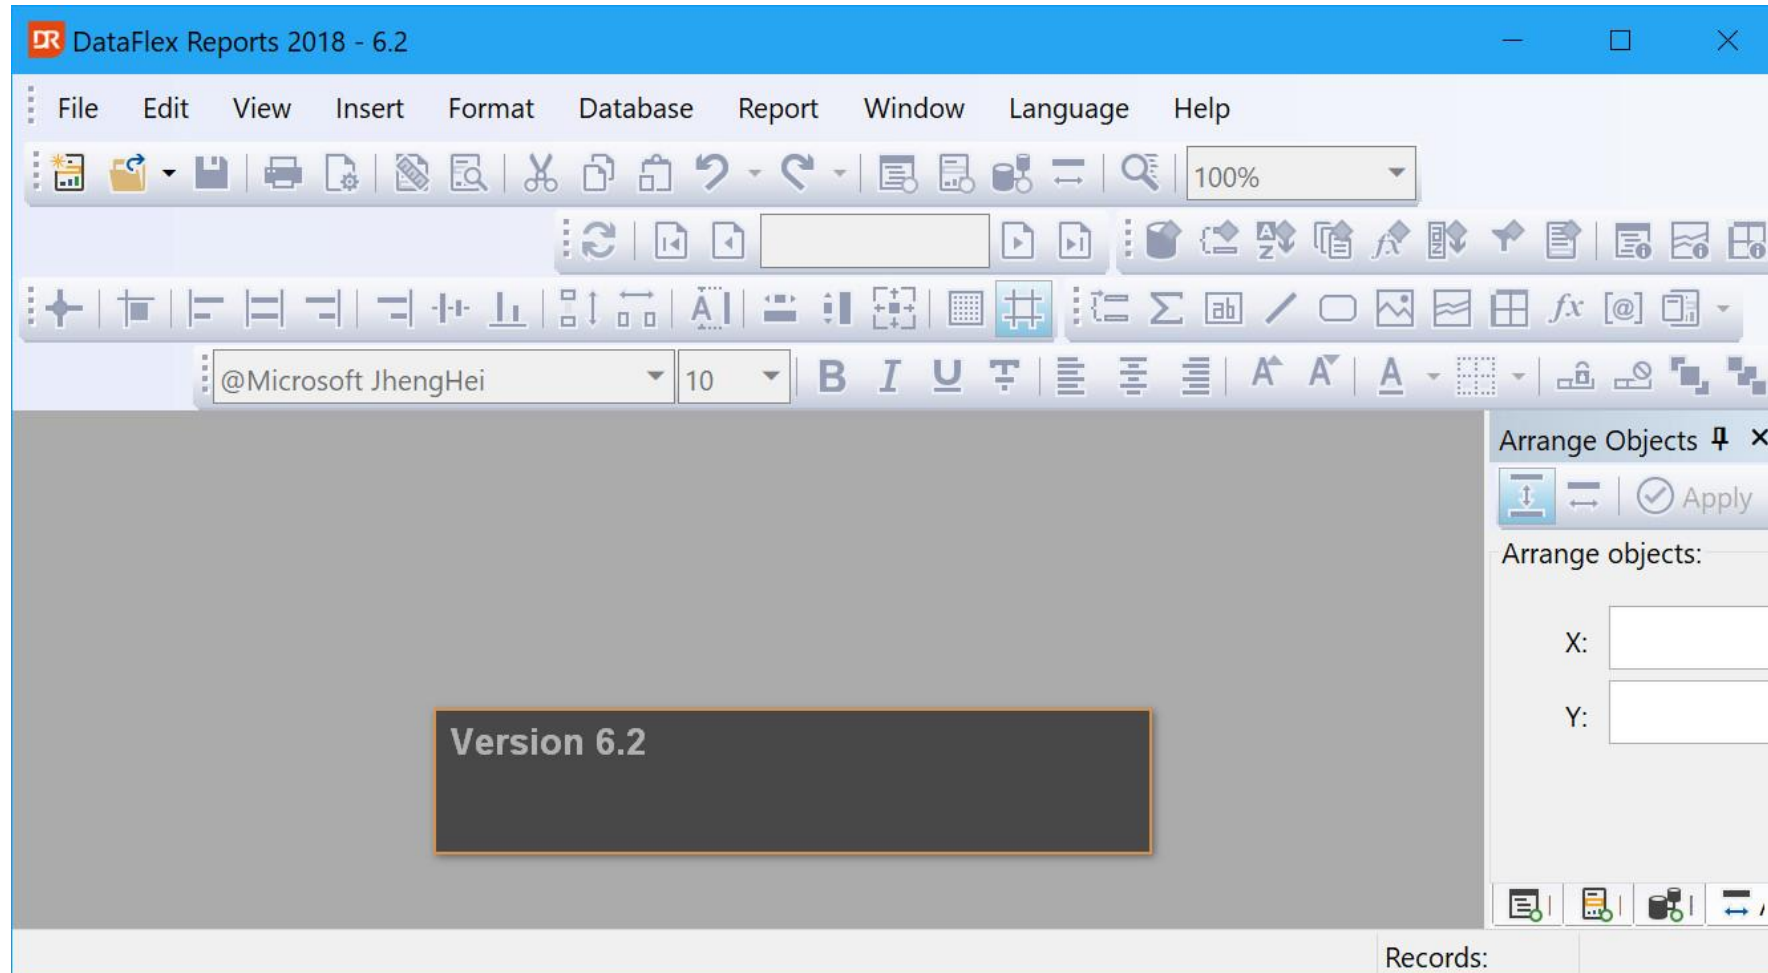 DR DataFlex Reports 2018 - 6.2
File Edit View Insert Format Database Report Window Language Help
100%
@Microsoft JhengHei 10 B I U T A A A
Arrange Objects
Apply
Arrange objects:
X:
Y:
Version 6.2
Records: